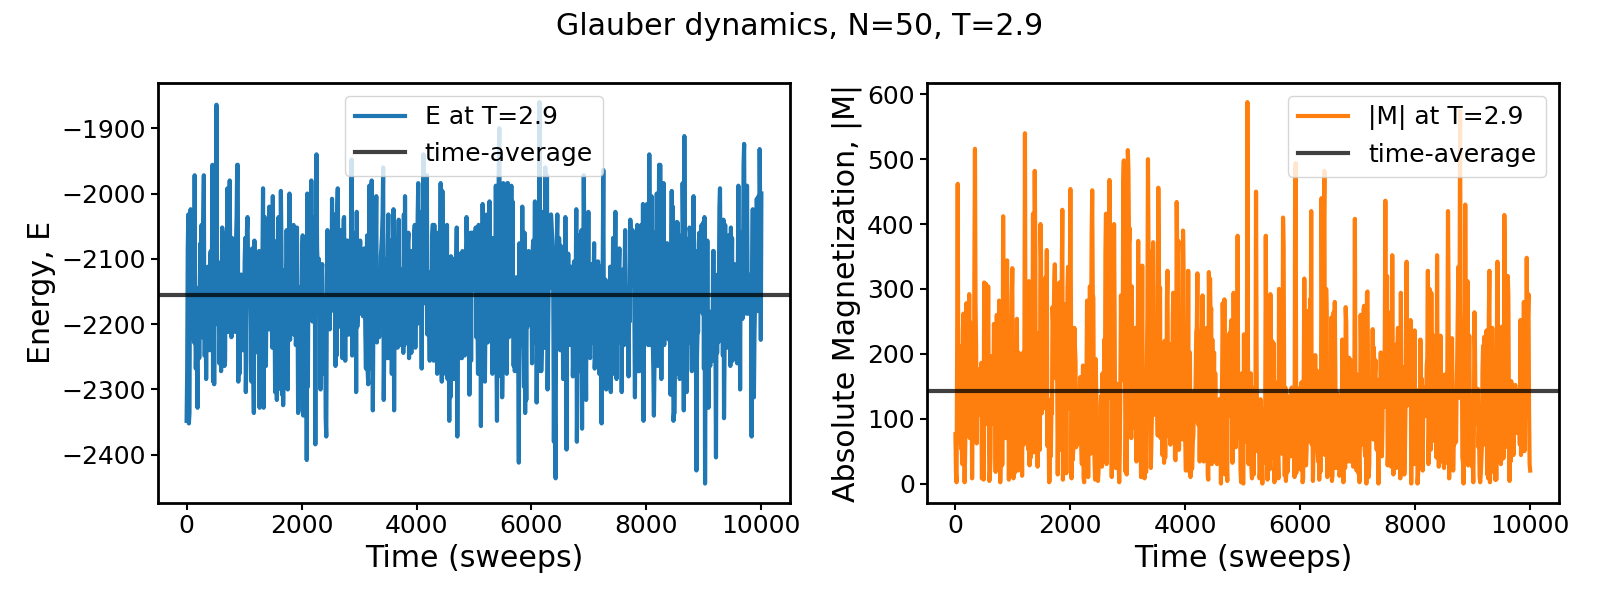 Glauber dynamics, N=50, T=2.9
Energy, E
−1900
−2000
−2100
−2200
−2300
−2400
E at T=2.9
time-average
0 2000 4000 6000 8000 10000
Time (sweeps)
Absolute Magnetization, |M|
600
500
400
300
200
100
0
|M| at T=2.9
time-average
0 2000 4000 6000 8000 10000
Time (sweeps)